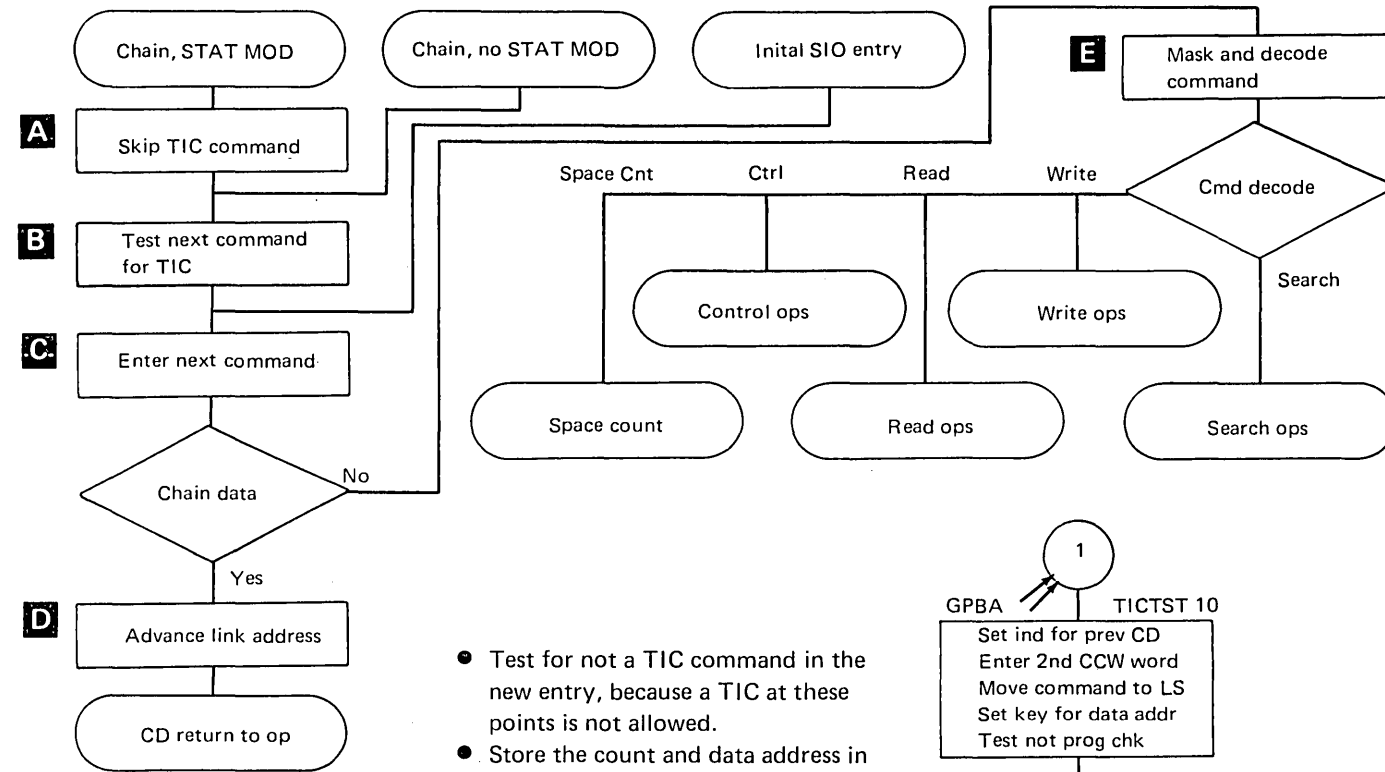 Chain, STAT MOD
Chain, no STAT MOD
Inital SIO entry
E
Mask and decode
command
A
Skip TIC command
Space Cnt
Ctrl
Read
Write
Cmd decode
B
Test next command
for TIC
Search
Control ops
Write ops
C
Enter next command
Space count
Read ops
Search ops
No
Chain data
1
Yes
GPBA
TICTST 10
D
Advance link address
Set ind for prev CD
Enter 2nd CCW word
Move command to LS
Set key for data addr
Test not prog chk
CD return to op
● Test for not a TIC command in the
new entry, because a TIC at these
points is not allowed.
● Store the count and data address in